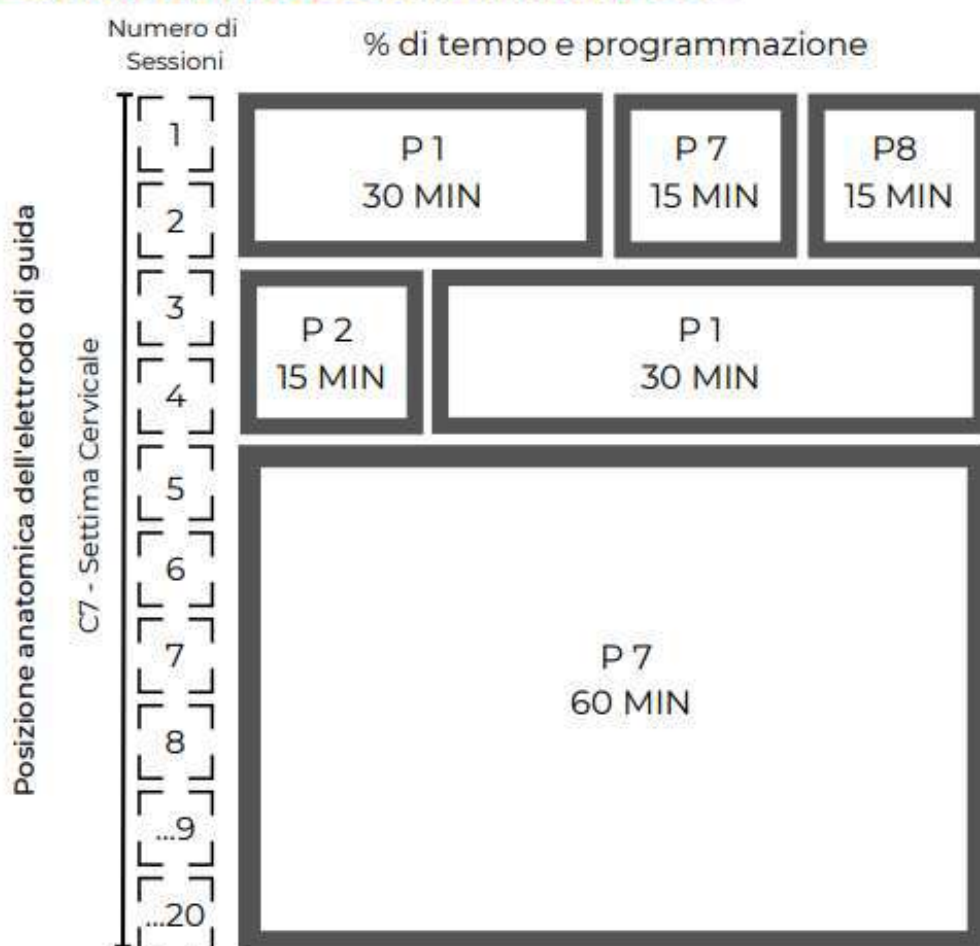 Numero di
Sessioni
% di tempo e programmazione
Posizione anatomica dell'elettrodo di guida
C7 - Settima Cervicale
1
2
P 1
30 MIN
P 7
15 MIN
P8
15 MIN
3
4
P 2
15 MIN
P 1
30 MIN
5
6
7
8
...9
...20
P 7
60 MIN